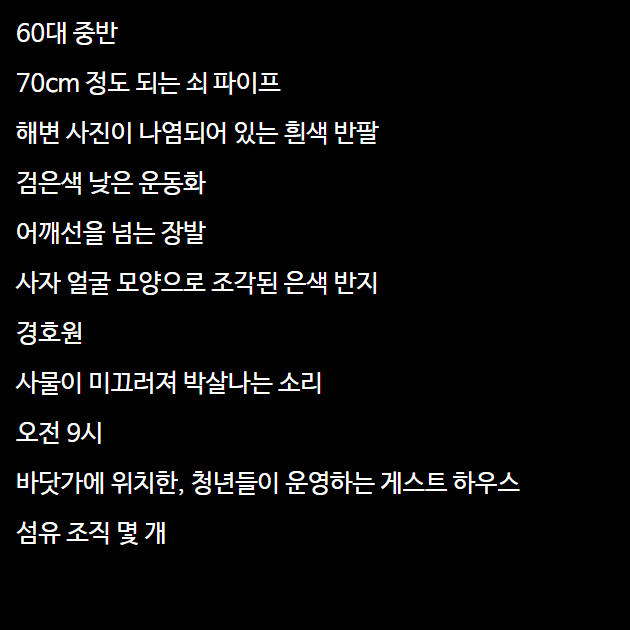 60대 중반
70cm 정도 되는 쇠 파이프
해변 사진이 나염되어 있는 흰색 반팔
검은색 낮은 운동화
어깨선을 넘는 장발
사자 얼굴 모양으로 조각된 은색 반지
경호원
사물이 미끄러져 박살나는 소리
오전 9시
바닷가에 위치한, 청년들이 운영하는 게스트 하우스
섬유 조직 몇 개